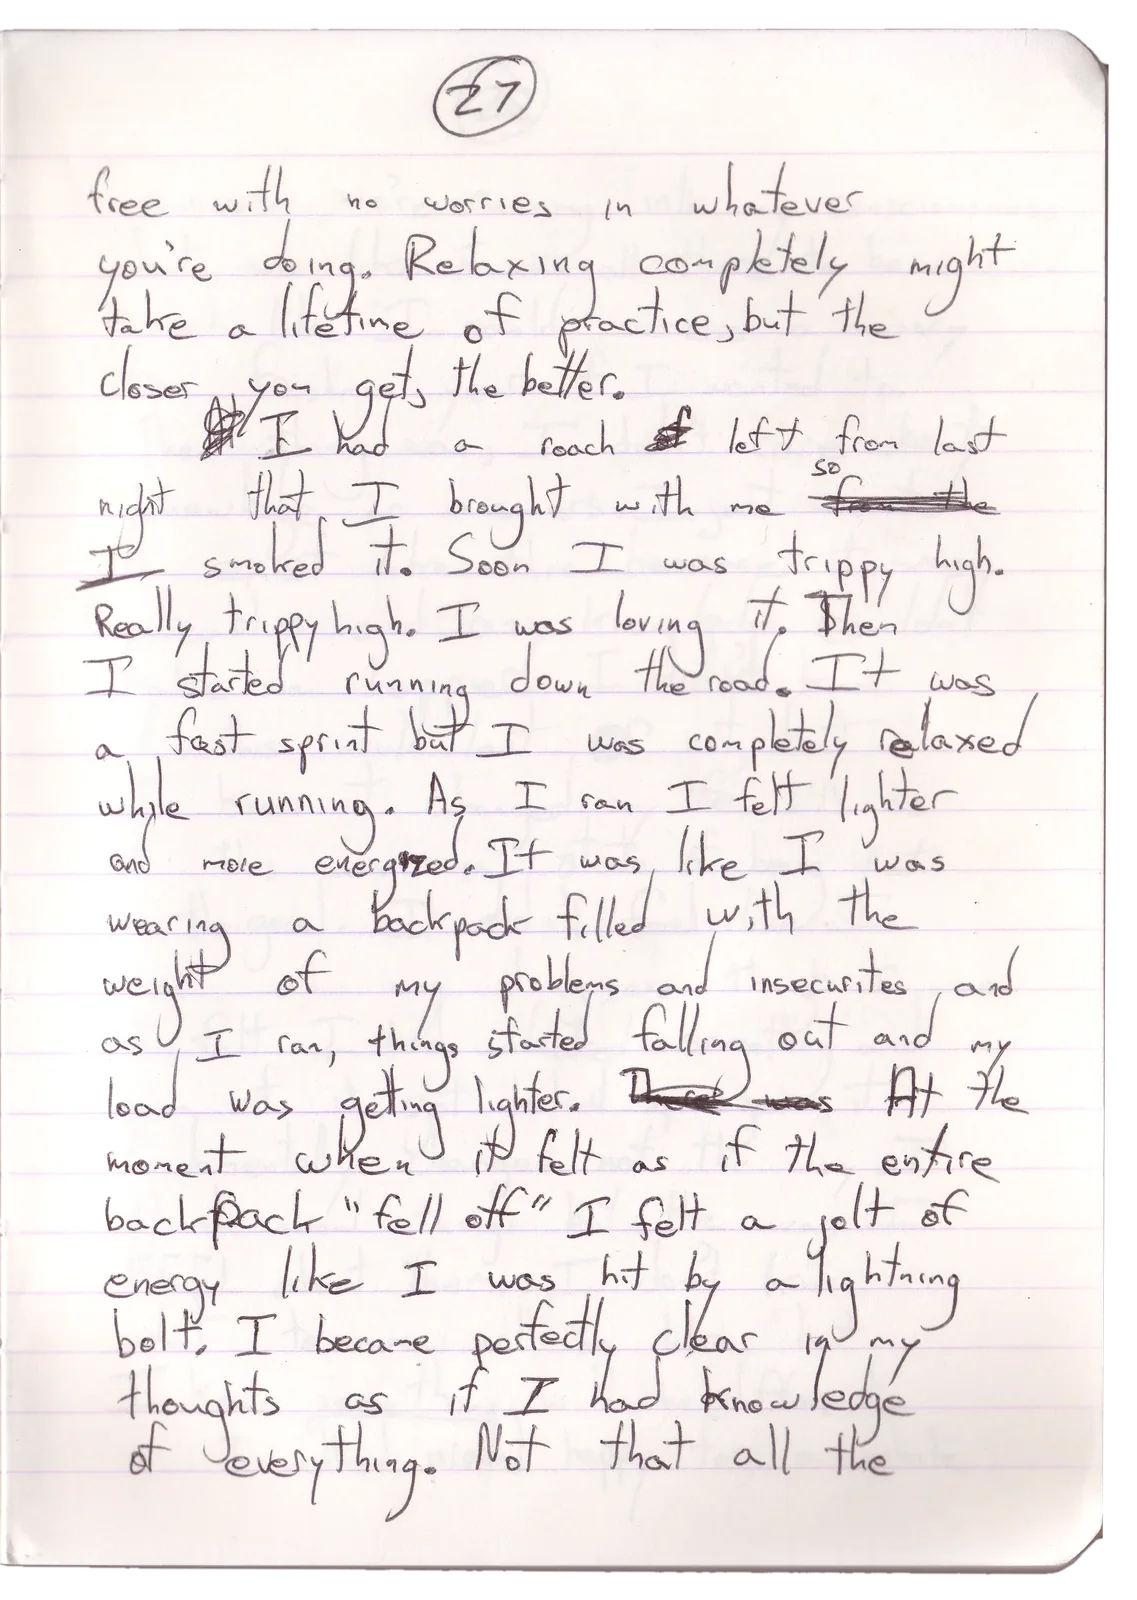 27
free with no worries in whatever
you're doing. Relaxing completely might
take a lifetime of practice, but the
closer you get, the better.
I had a roach left from last
night that I brought with me so from the
I smoked it. Soon I was trippy high.
Really trippy high. I was loving it. Then
I started running down the road. It was
a fast sprint but I was completely relaxed
while running. As I ran I felt lighter
and more energized. It was like I was
wearing a backpack filled with the
weight of my problems and insecurites, and
as I ran, things started falling out and my
load was getting lighter. There was At the
moment when it felt as if the entire
backpack "fell off" I felt a jolt of
energy like I was hit by a lightning
bolt. I became perfectly clear in my
thoughts as if I had knowledge
of everything. Not that all the